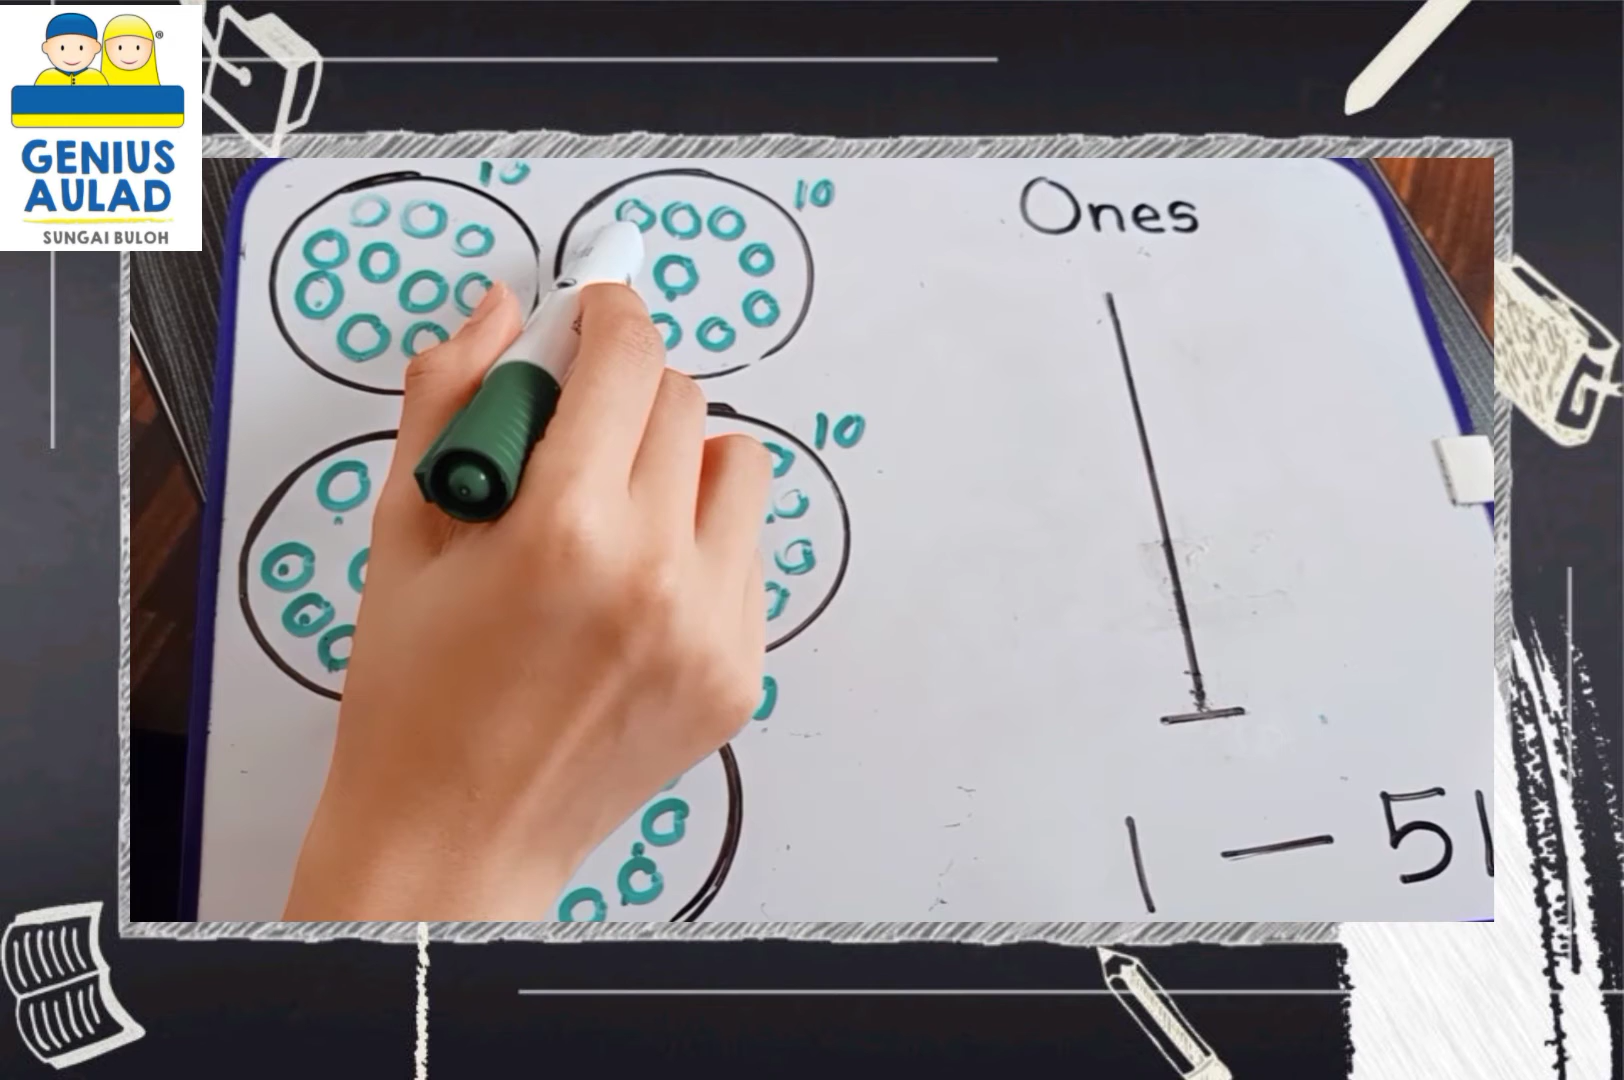 GENIUS
AULAD
SUNGAI BULOH
10
10
Ones
10
1 — 51